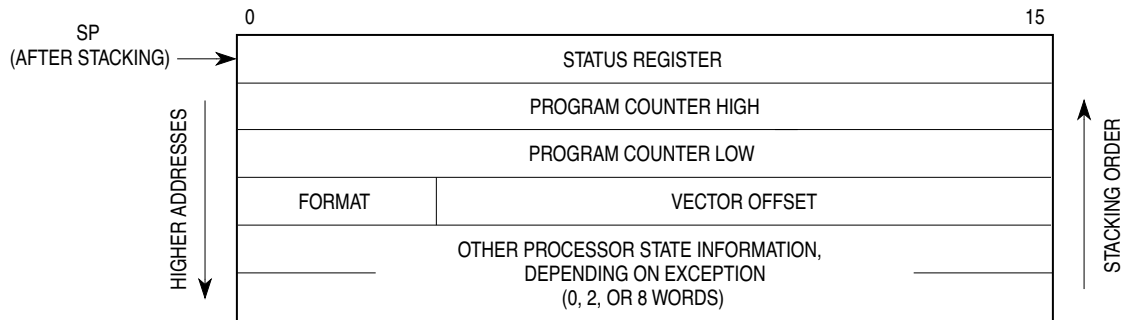 0 15
SP
(AFTER STACKING)
STATUS REGISTER
PROGRAM COUNTER HIGH
PROGRAM COUNTER LOW
FORMAT VECTOR OFFSET
OTHER PROCESSOR STATE INFORMATION,
DEPENDING ON EXCEPTION
(0, 2, OR 8 WORDS)
HIGHER ADDRESSES
STACKING ORDER